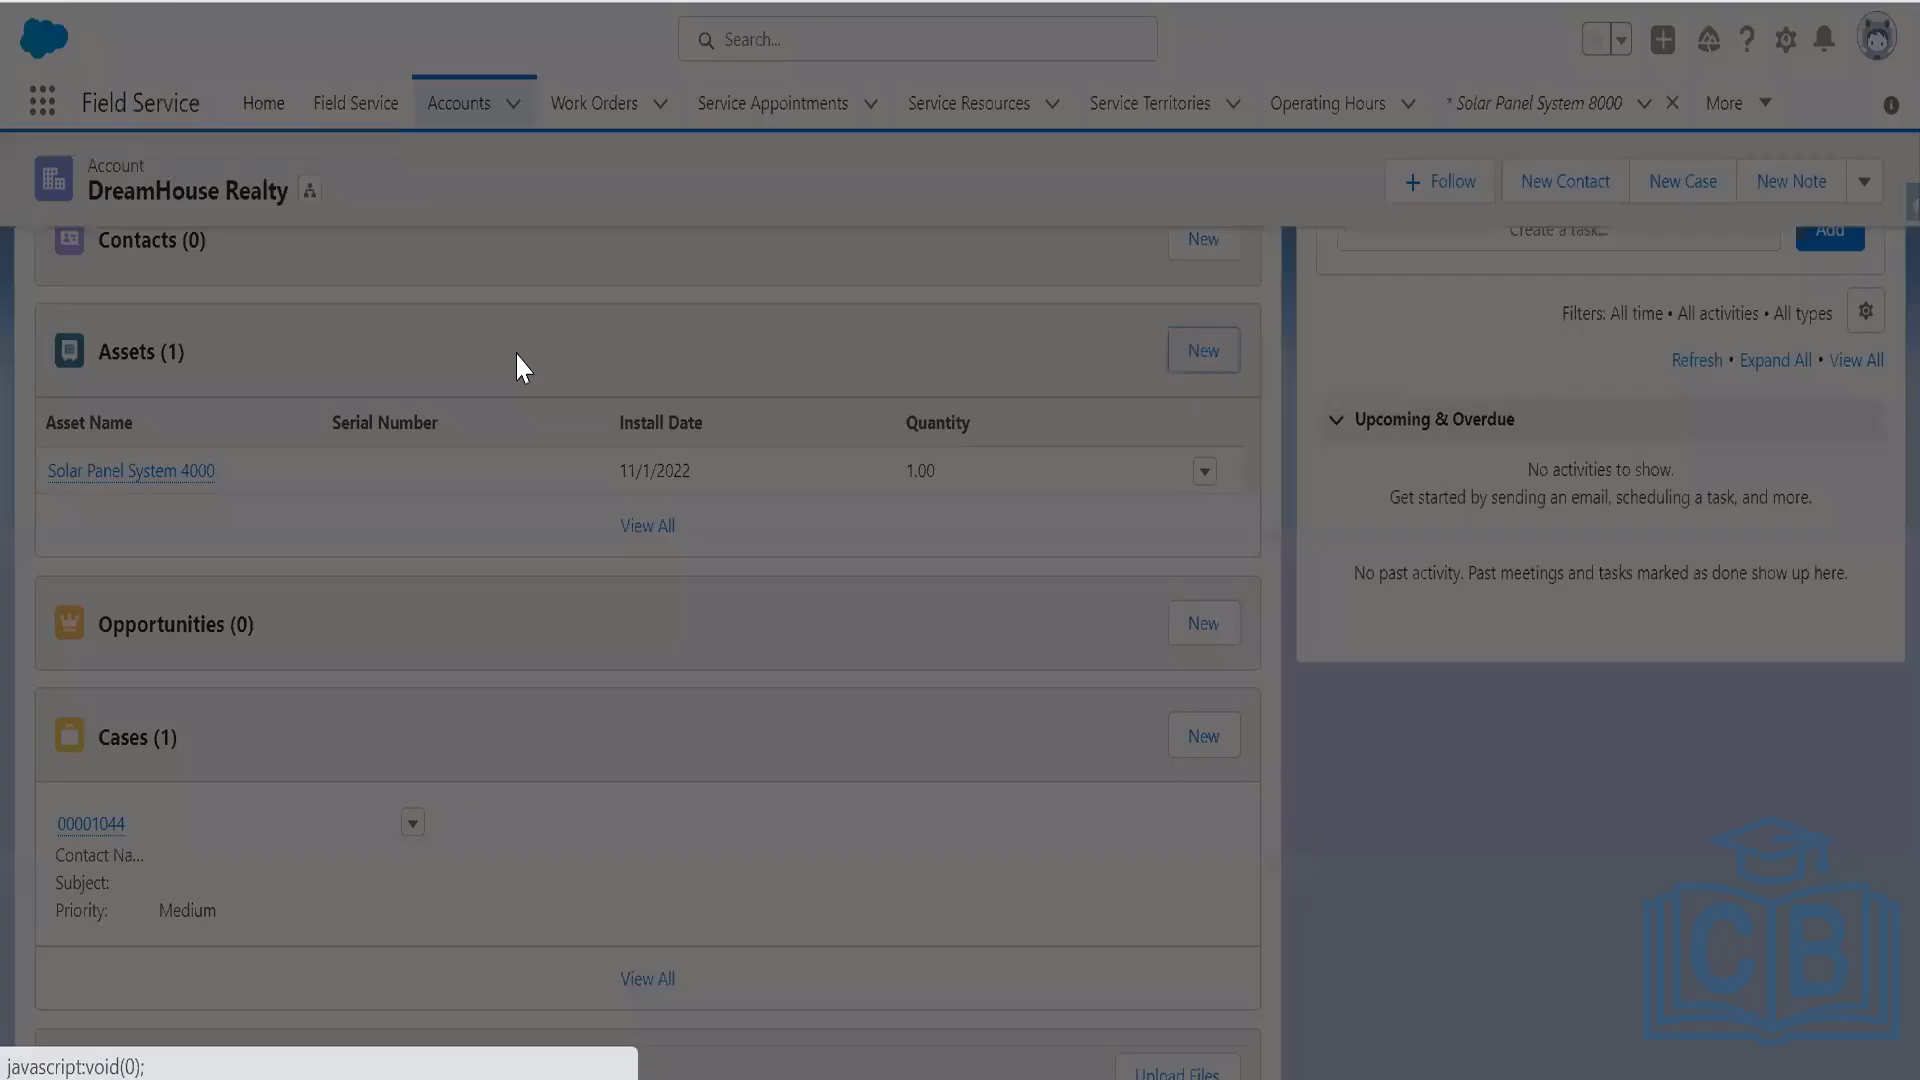 Search...
Field Service
Home
Field Service
Accounts
Work Orders
Service Appointments
Service Resources
Service Territories
Operating Hours
* Solar Panel System 8000
More
Account
DreamHouse Realty
Follow
New Contact
New Case
New Note
Contacts (0)
New
Create a task...
Add
Assets (1)
New
Filters: All time • All activities • All types
Refresh • Expand All • View All
Asset Name
Serial Number
Install Date
Quantity
Solar Panel System 4000
11/1/2022
1.00
View All
Upcoming & Overdue
No activities to show.
Get started by sending an email, scheduling a task, and more.
No past activity. Past meetings and tasks marked as done show up here.
Opportunities (0)
New
Cases (1)
New
00001044
Contact Na...
Subject:
Priority: Medium
View All
Upload Files
javascript:void(0);
CB